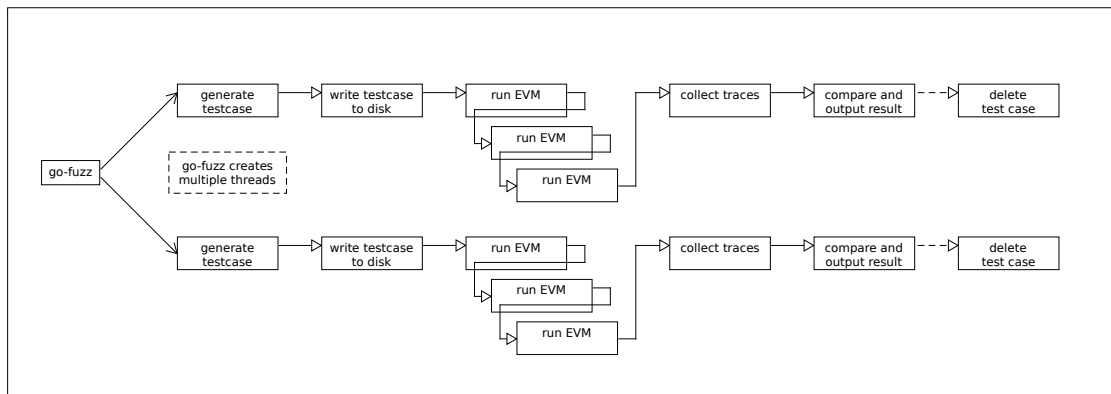 generate
testcase
write testcase
to disk
run EVM
run EVM
run EVM
collect traces
compare and
output result
delete
test case
go-fuzz
go-fuzz creates
multiple threads
generate
testcase
write testcase
to disk
run EVM
run EVM
run EVM
collect traces
compare and
output result
delete
test case